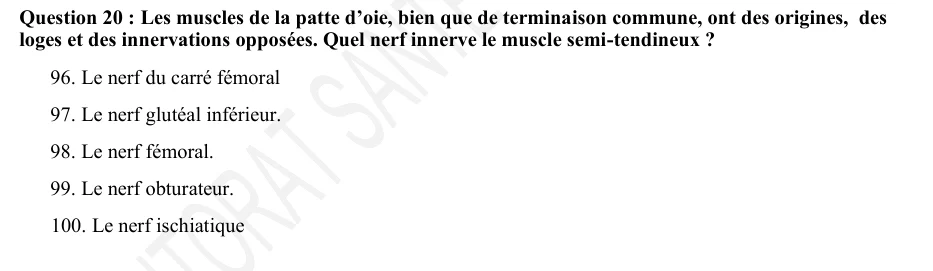 Question 20 : Les muscles de la patte d’oie, bien que de terminaison commune, ont des origines, des
loges et des innervations opposées. Quel nerf innerve le muscle semi-tendineux ?
96. Le nerf du carré fémoral
97. Le nerf glutéal inférieur.
98. Le nerf fémoral.
99. Le nerf obturateur.
100. Le nerf ischiatique